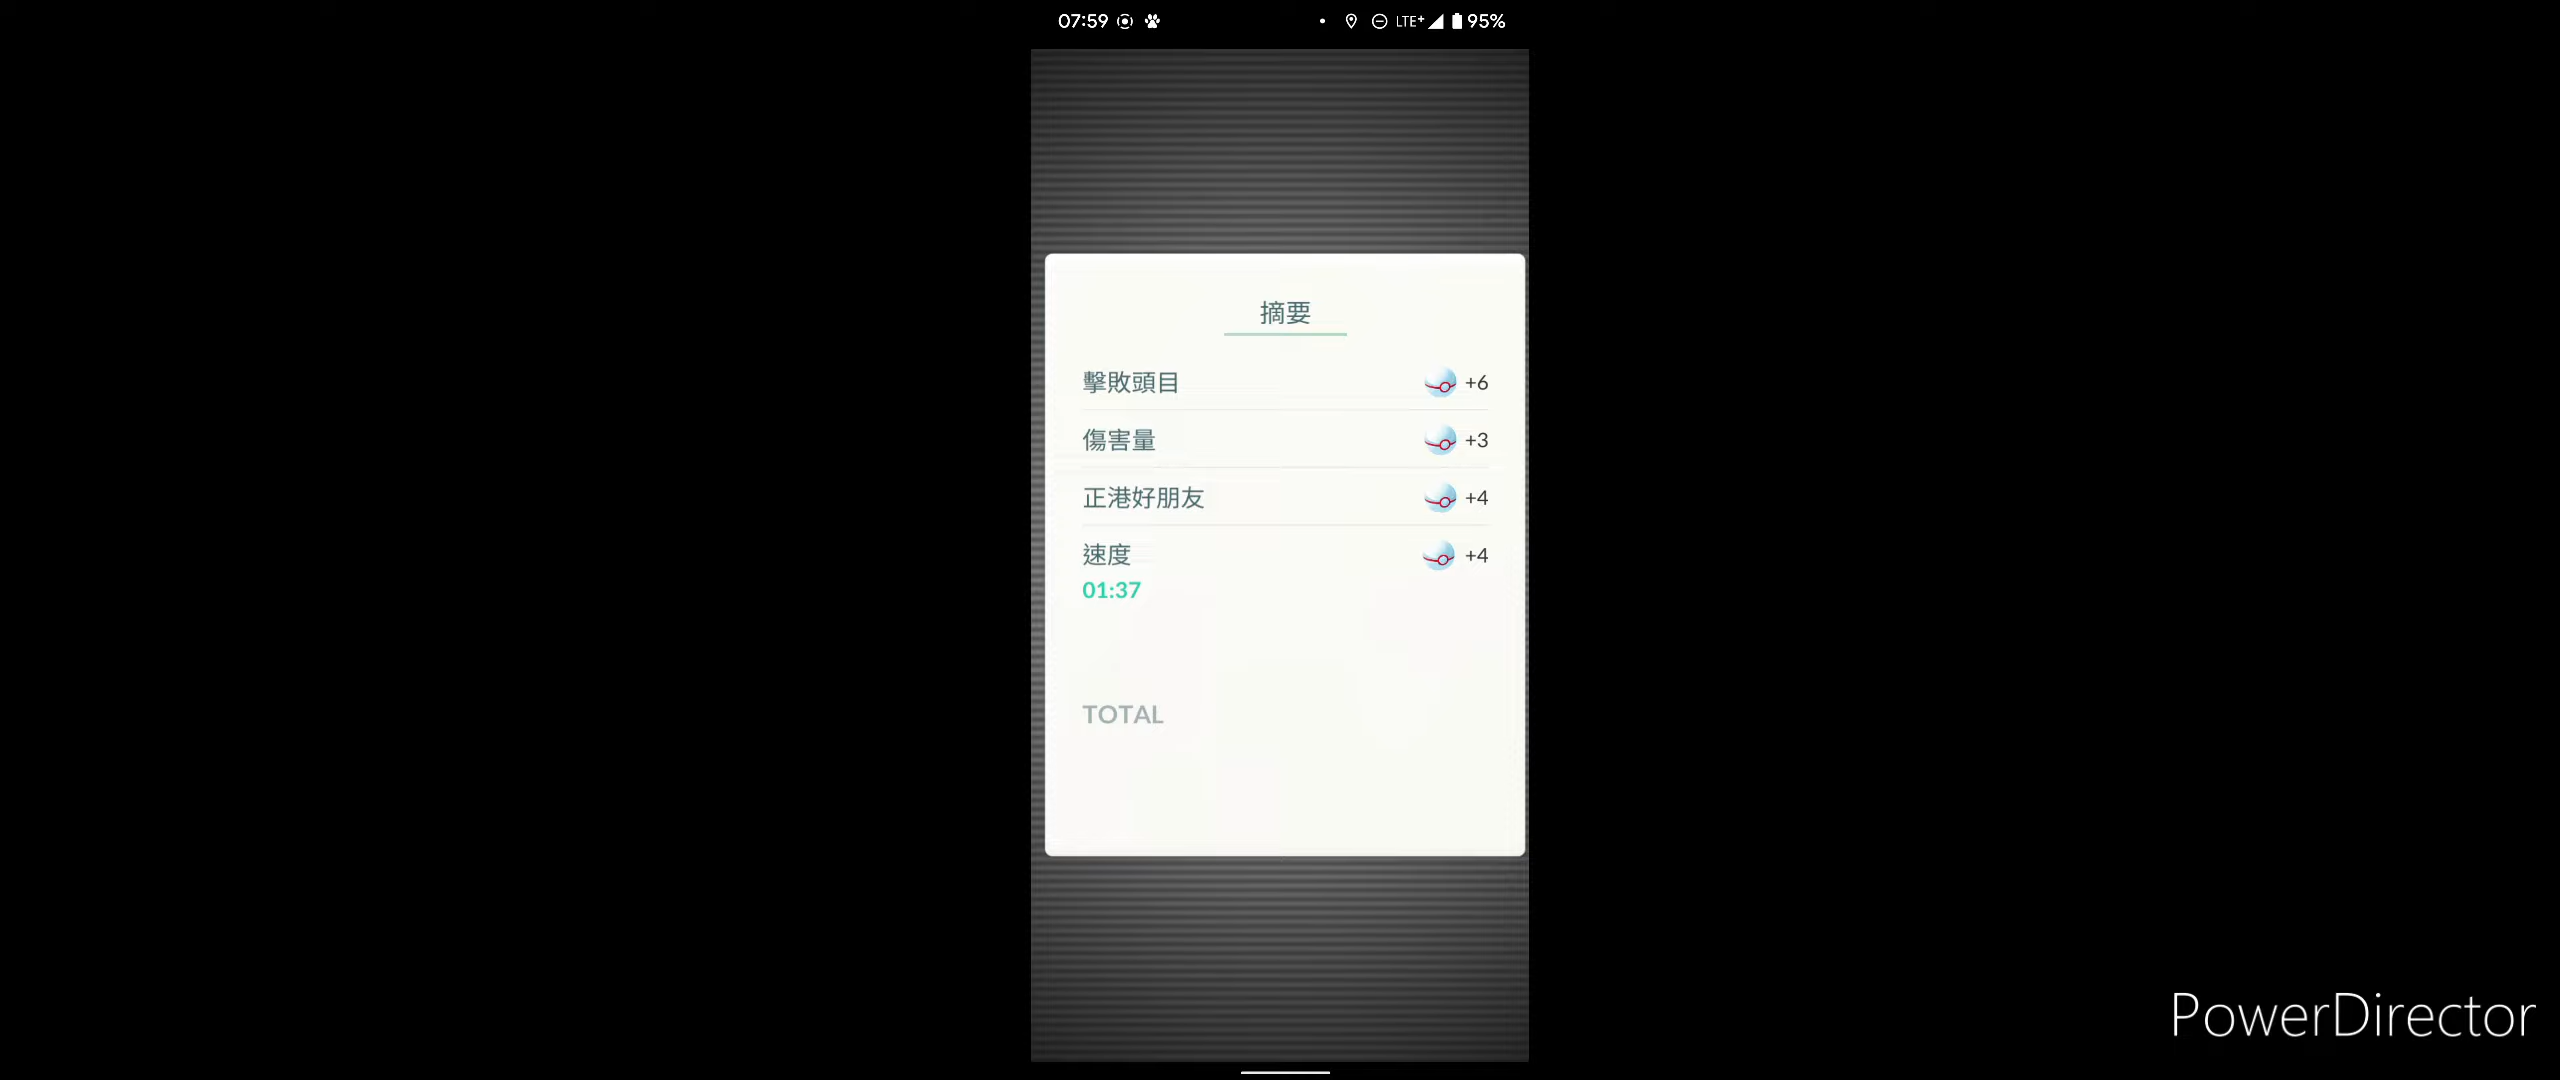 07:59 LTE+ 95%
摘要
擊敗頭目 +6
傷害量 +3
正港好朋友 +4
速度 +4
01:37
TOTAL
PowerDirector